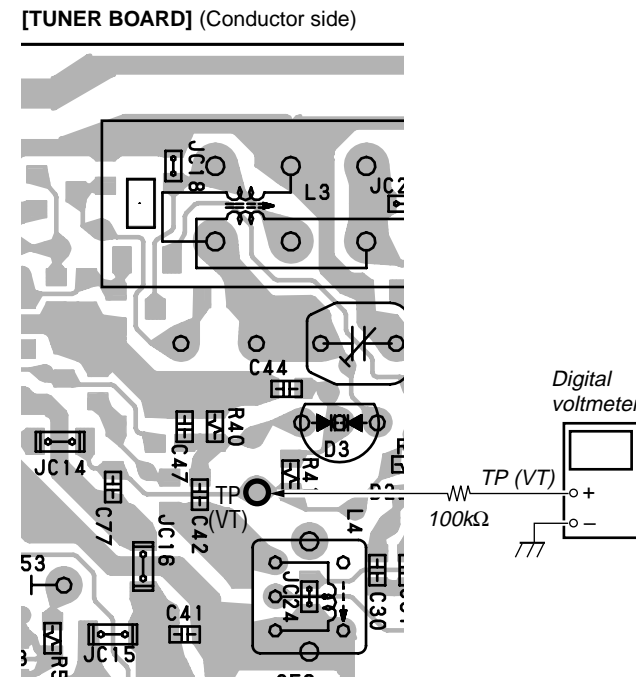 [TUNER BOARD] (Conductor side)
JC18
L3
JC2
C44
R40
D3
JC14
C47
R4
TP
(VT)
C42
C77
JC16
L4
Digital
voltmeter
TP (VT)
100kΩ
+
–
53
JC24
C30
C41
JC15
R5